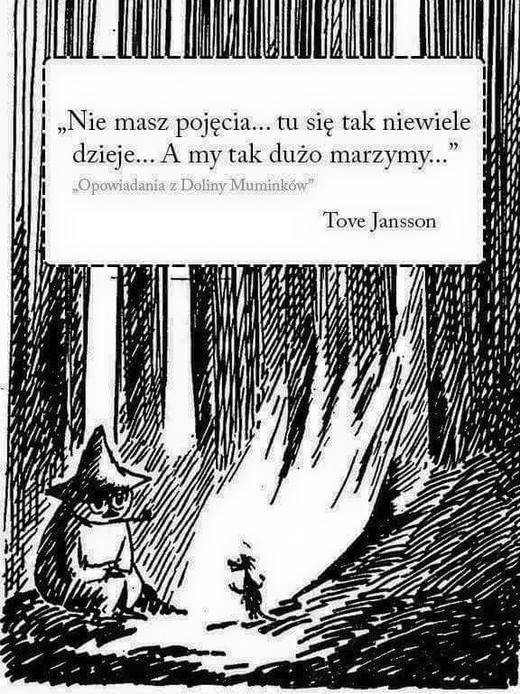 „Nie masz pojęcia... tu się tak niewiele
dzieje... A my tak dużo marzymy...”
„Opowiadania z Doliny Muminków”
Tove Jansson